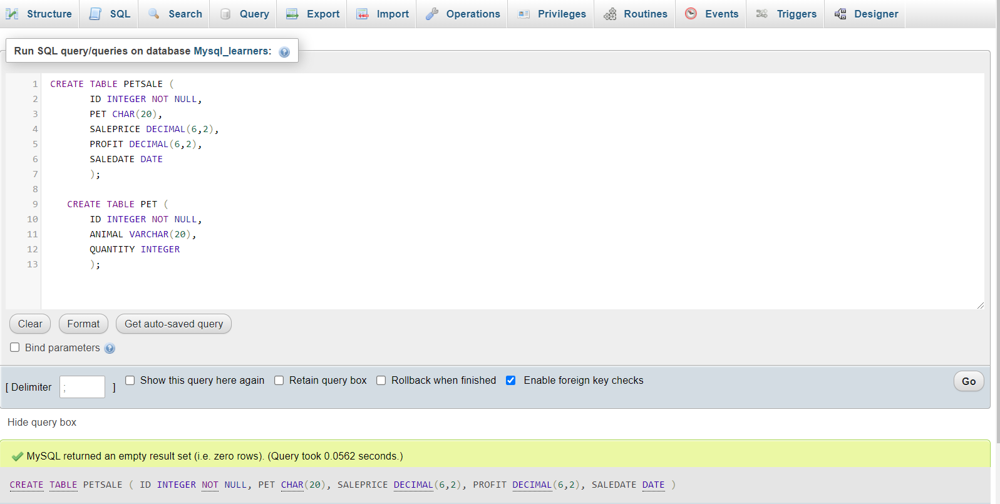 Structure SQL Search Query Export Import Operations Privileges Routines Events Triggers Designer
Run SQL query/queries on database Mysql_learners:
1 CREATE TABLE PETSALE (
2 ID INTEGER NOT NULL,
3 PET CHAR(20),
4 SALEPRICE DECIMAL(6,2),
5 PROFIT DECIMAL(6,2),
6 SALEDATE DATE
7 );
8
9 CREATE TABLE PET (
10 ID INTEGER NOT NULL,
11 ANIMAL VARCHAR(20),
12 QUANTITY INTEGER
13 );
Clear Format Get auto-saved query
Bind parameters
[ Delimiter ; ] Show this query here again Retain query box Rollback when finished Enable foreign key checks Go
Hide query box
MySQL returned an empty result set (i.e. zero rows). (Query took 0.0562 seconds.)
CREATE TABLE PETSALE ( ID INTEGER NOT NULL, PET CHAR(20), SALEPRICE DECIMAL(6,2), PROFIT DECIMAL(6,2), SALEDATE DATE )